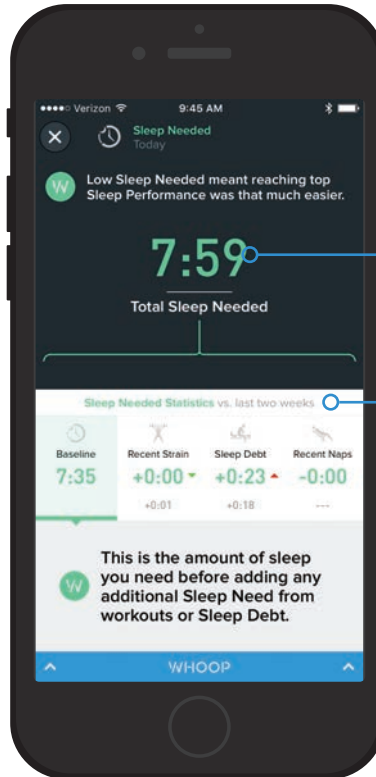 Verizon 9:45 AM
Sleep Needed
Today
W
Low Sleep Needed meant reaching top
Sleep Performance was that much easier.
7:59
Total Sleep Needed
Sleep Needed Statistics vs. last two weeks
Baseline Recent Strain Sleep Debt Recent Naps
7:35 +0:00 +0:23 -0:00
+0:01 +0:18 ---
This is the amount of sleep
W you need before adding any
additional Sleep Need from
workouts or Sleep Debt.
WHOOP